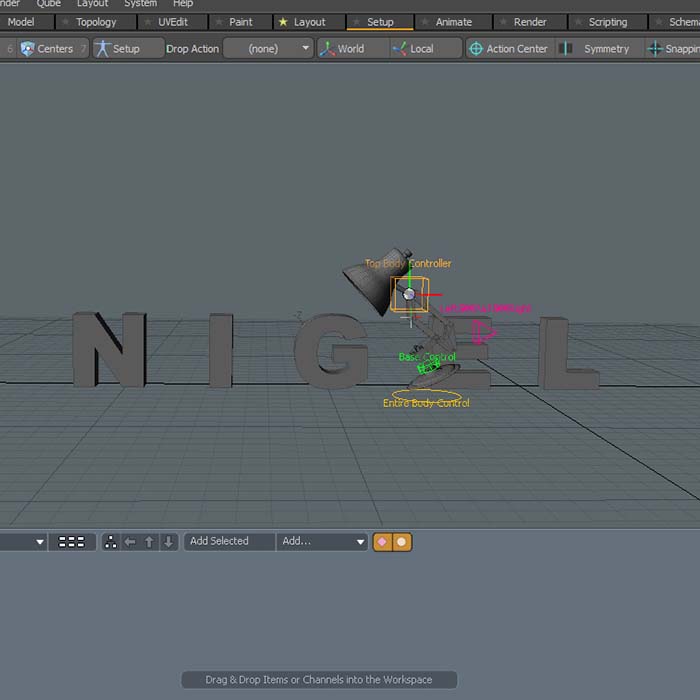 nder Qube Layout System Help
Model Topology UVEdit Paint Layout Setup Animate Render Scripting Schema
6 Centers 7 Setup Drop Action (none) World Local Action Center Symmetry Snappin
Top Body Controller
-Z
N I G E L
Base Control
Entire Body Control
Add Selected Add...
Drag & Drop Items or Channels into the Workspace